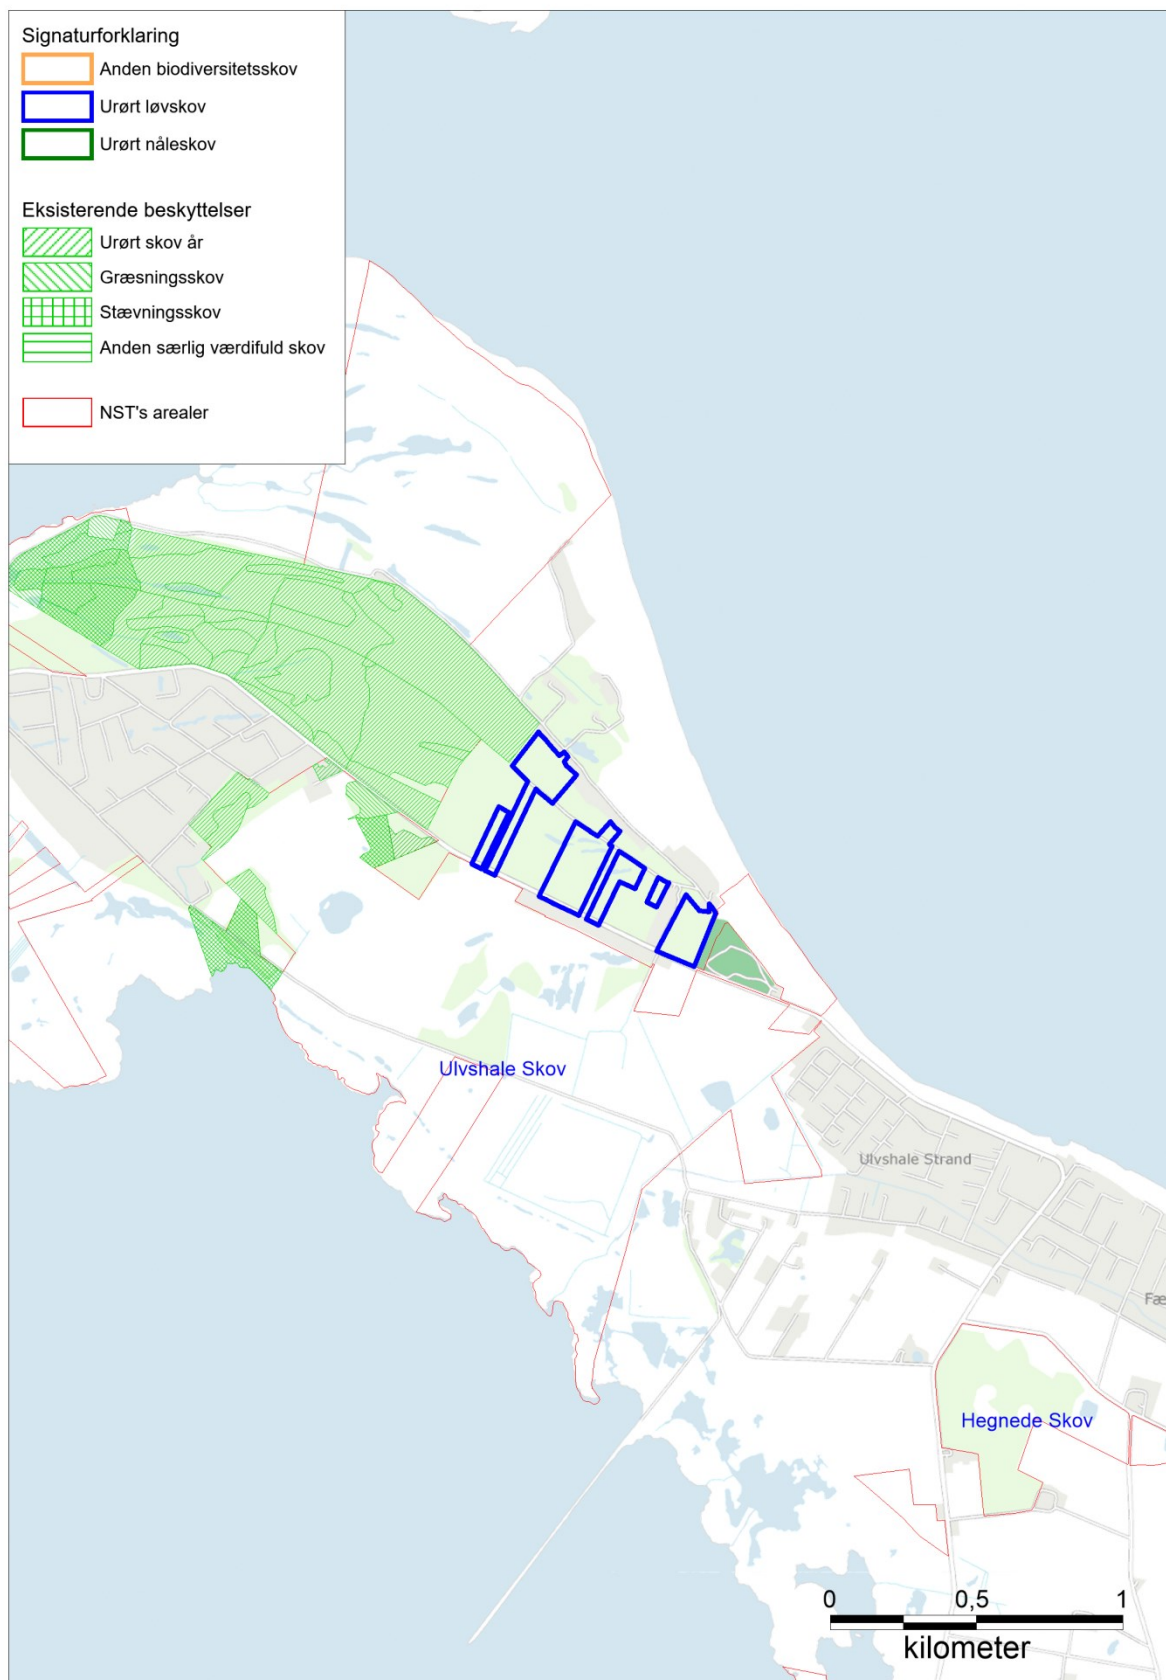 Signaturforklaring
Anden biodiversitetsskov
Urørt løvskov
Urørt nåleskov
Eksisterende beskyttelser
Urørt skov år
Græsningsskov
Stævningsskov
Anden særlig værdifuld skov
NST's arealer
Ulvshale Skov
Ulvshale Strand
Fæ
Hegnede Skov
0 0,5 1
kilometer